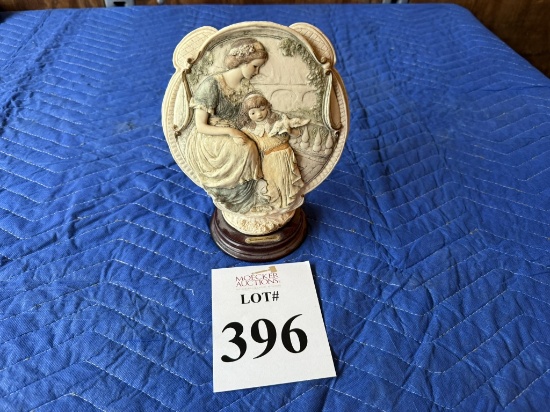 MOECKER
AUCTIONS
LOT#
396